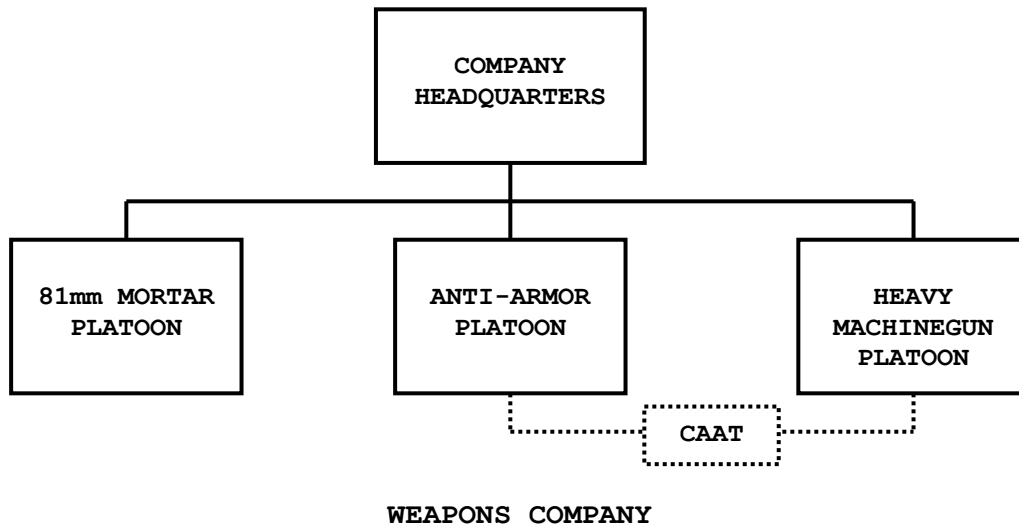 COMPANY
HEADQUARTERS
81mm MORTAR
PLATOON
ANTI-ARMOR
PLATOON
HEAVY
MACHINEGUN
PLATOON
CAAT
WEAPONS COMPANY